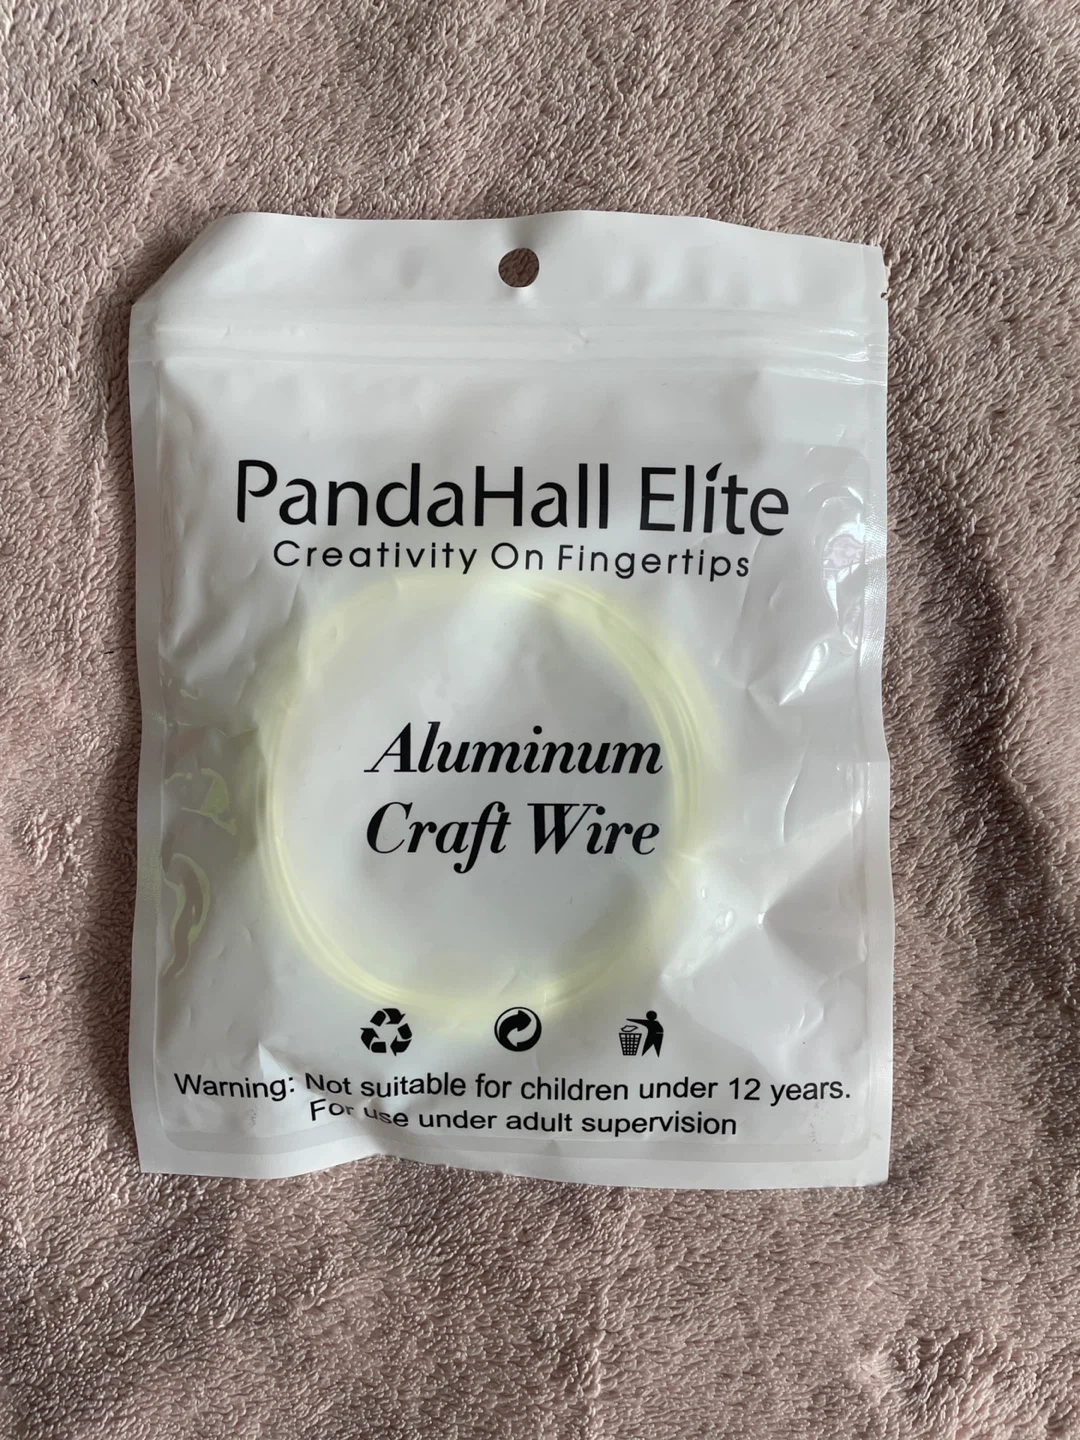 PandaHall Elite
Creativity On Fingertips
Aluminum
Craft Wire
Warning: Not suitable for children under 12 years.
For use under adult supervision